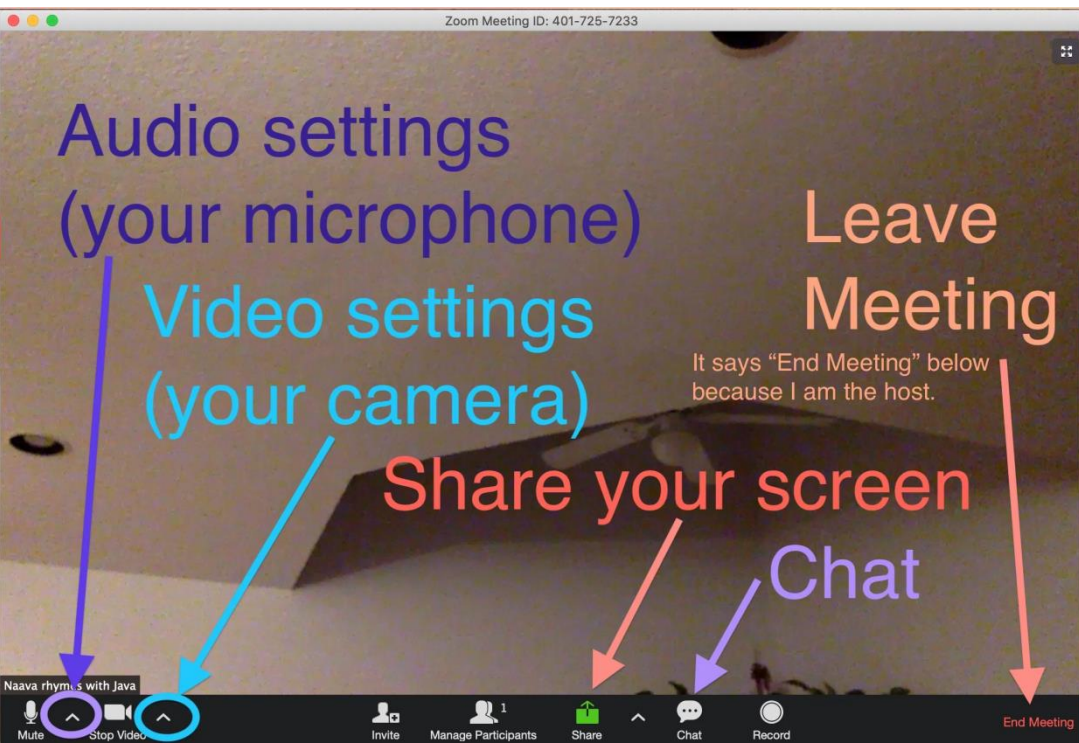 Zoom Meeting ID: 401-725-7233
Audio settings
(your microphone)
Leave
Meeting
It says “End Meeting” below
because I am the host.
Video settings
(your camera)
Share your screen
Chat
Naava rhymes with Java
Mute
Stop Video
Invite
1
Manage Participants
Share
Chat
Record
End Meeting